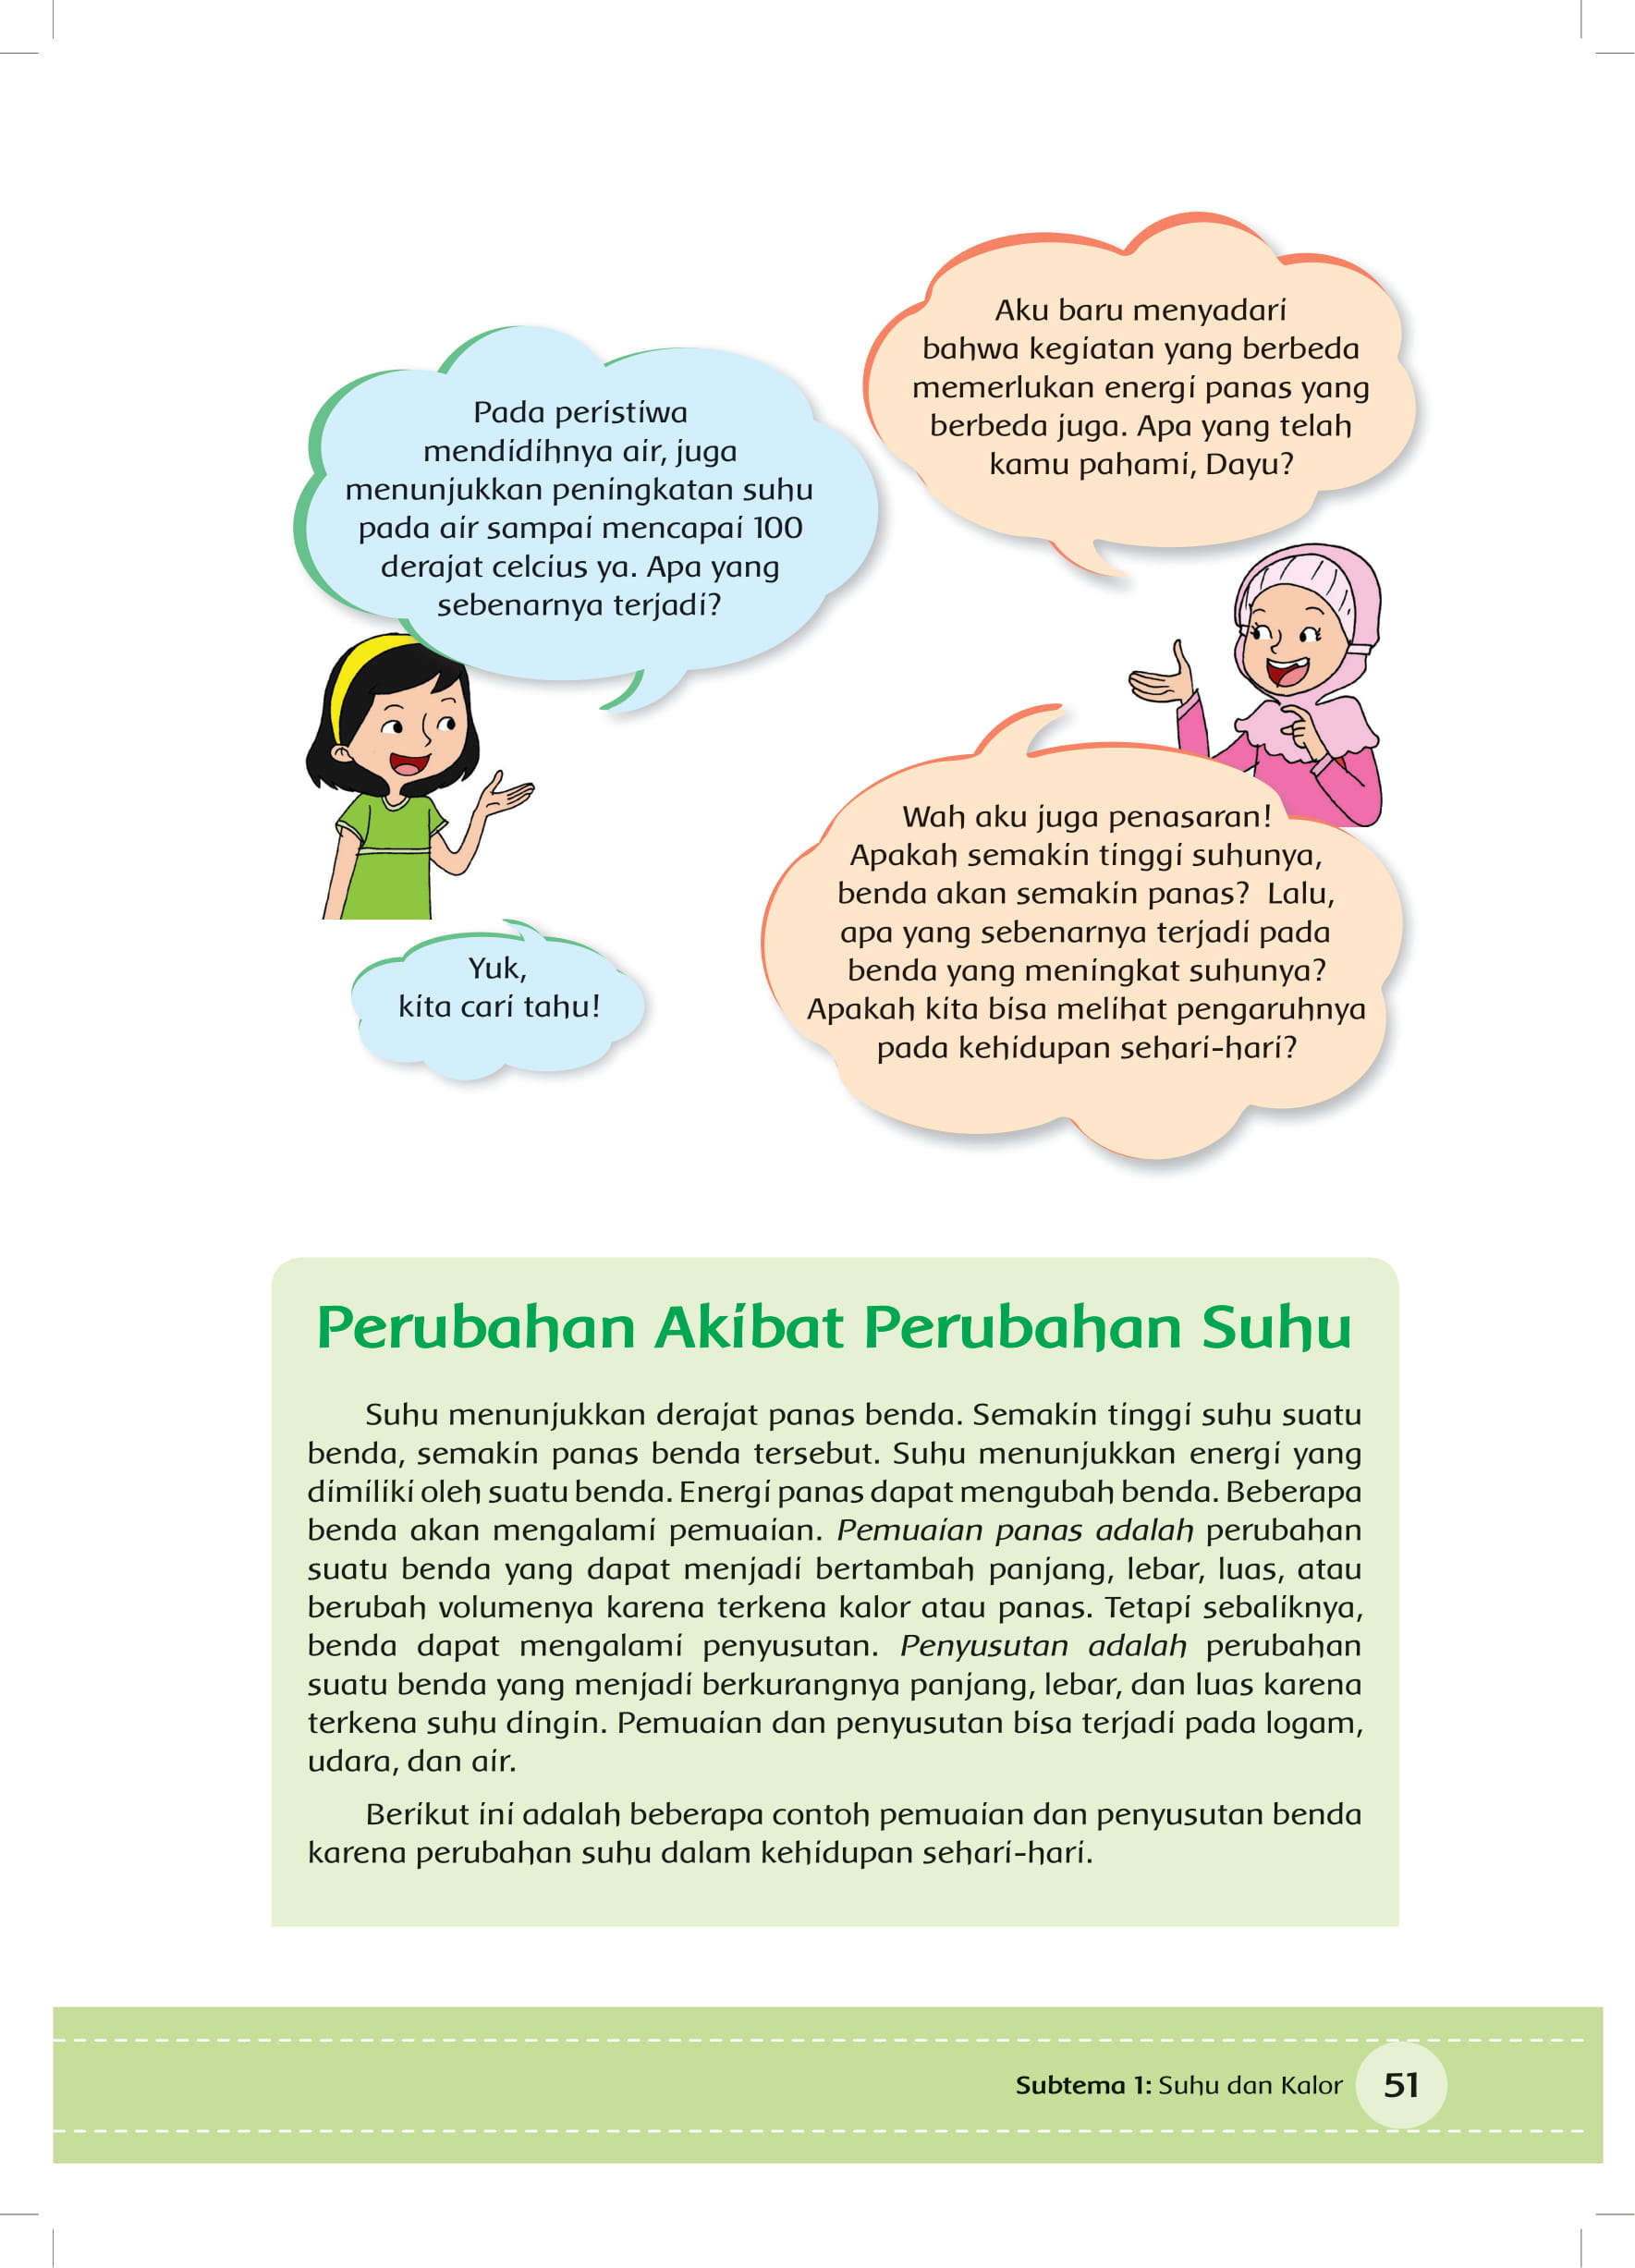 Aku baru menyadari
bahwa kegiatan yang berbeda
memerlukan energi panas yang
berbeda juga. Apa yang telah
kamu pahami, Dayu?
Pada peristiwa
mendidihnya air, juga
menunjukkan peningkatan suhu
pada air sampai mencapai 100
derajat celcius ya. Apa yang
sebenarnya terjadi?
Wah aku juga penasaran!
Apakah semakin tinggi suhunya,
benda akan semakin panas? Lalu,
apa yang sebenarnya terjadi pada
benda yang meningkat suhunya?
Apakah kita bisa melihat pengaruhnya
pada kehidupan sehari-hari?
Yuk,
kita cari tahu!
Perubahan Akibat Perubahan Suhu
Suhu menunjukkan derajat panas benda. Semakin tinggi suhu suatu
benda, semakin panas benda tersebut. Suhu menunjukkan energi yang
dimiliki oleh suatu benda. Energi panas dapat mengubah benda. Beberapa
benda akan mengalami pemuaian. Pemuaian panas adalah perubahan
suatu benda yang dapat menjadi bertambah panjang, lebar, luas, atau
berubah volumenya karena terkena kalor atau panas. Tetapi sebaliknya,
benda dapat mengalami penyusutan. Penyusutan adalah perubahan
suatu benda yang menjadi berkurangnya panjang, lebar, dan luas karena
terkena suhu dingin. Pemuaian dan penyusutan bisa terjadi pada logam,
udara, dan air.
Berikut ini adalah beberapa contoh pemuaian dan penyusutan benda
karena perubahan suhu dalam kehidupan sehari-hari.
Subtema 1: Suhu dan Kalor 51